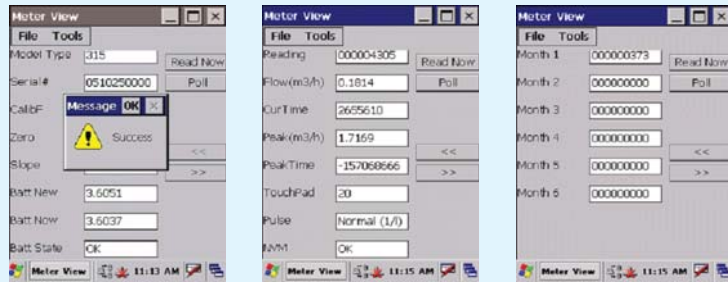 Meter View
File Tools
Model Type 315 Read Now
Serial# 0510250000 Poll
CalibF
Message OK
Success
Zero
<<
Slope
>>
Batt New 3.6051
Batt Now 3.6037
Batt State OK
Meter View 11:13 AM
Meter View
File Tools
Reading 000004305 Read Now
Flow(m3/h) 0.1814 Poll
CurTime 2655610
Peak(m3/h) 1.7169
<<
PeakTime -157068666
>>
TouchPad 20
Pulse Normal (1/l)
NVM OK
Meter View 11:15 AM
Meter View
File Tools
Month 1 000000373 Read Now
Month 2 000000000 Poll
Month 3 000000000
Month 4 000000000
<<
Month 5 000000000
>>
Month 6 000000000
Meter View 11:15 AM